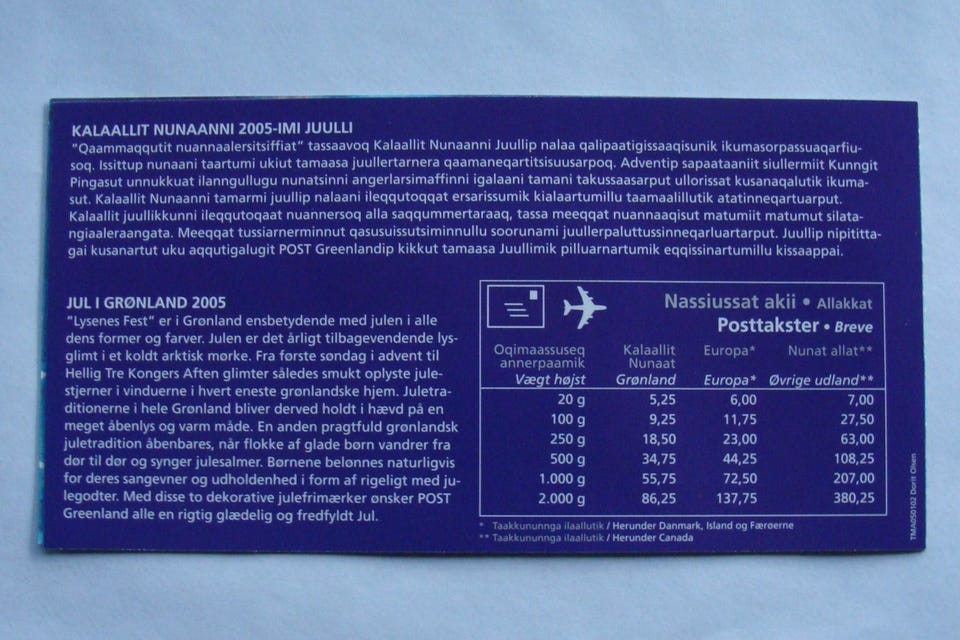 KALAALLIT NUNAANNI 2005-IMI JUULLI
"Qaammaqqutit nuannaalersitsiffiat" tassaavoq Kalaallit Nunaanni Juullip nalaa qalipaatigissaaqisunik ikumasorpassuaqarfiu-
soq. Issittup nunaani taartumi ukiut tamaasa juullertarnera qaamaneqartitsisuusarpoq. Adventip sapaataaniit siullermiit Kunngit
Pingasut unnukkuat ilanngullugu nunatsinni angerlarsimaffinni igalaani tamani takussaasarput ullorissat kusanaqalutik ikuma-
sut. Kalaallit Nunaanni tamarmi juullip nalaani ileqqutoqqat ersarissumik kialaartumillu taamaalillutik atatinneqartuarput.
Kalaallit juullikkunni ileqqutoqaat nuannersoq alla saqqummertaraaq, tassa meeqqat nuannaaqisut matumiit matumut silata-
ngiaaleraangata. Meeqqat tussiarnerminnut qasusuissutsiminnullu soorunami juullerpaluttussinneqarluartarput. Juullip nipititta-
gai kusanartut uku aqqutigalugit POST Greenlandip kikkut tamaasa Juullimik pilluarnartumik eqqissinartumillu kissaappai.
JUL I GRØNLAND 2005
"Lysenes Fest" er i Grønland ensbetydende med julen i alle
dens former og farver. Julen er det årligt tilbagevendende lys-
glimt i et koldt arktisk mørke. Fra første søndag i advent til
Hellig Tre Kongers Aften glimter således smukt oplyste jule-
stjerner i vinduerne i hvert eneste grønlandske hjem. Juletra-
ditionerne i hele Grønland bliver derved holdt i hævd på en
meget åbenlys og varm måde. En anden pragtfuld grønlandsk
juletradition åbenbares, når flokke af glade børn vandrer fra
dør til dør og synger julesalmer. Børnene belønnes naturligvis
for deres sangevner og udholdenhed i form af rigeligt med ju-
legodter. Med disse to dekorative julefrimærker ønsker POST
Greenland alle en rigtig glædelig og fredfyldt Jul.
Nassiussat akii • Allakkat
Posttakster • Breve
Oqimaassuseq Kalaallit Europa* Nunat allat**
annerpaamik Nunaat
Vægt højst Grønland Europa* Øvrige udland**
20 g 5,25 6,00 7,00
100 g 9,25 11,75 27,50
250 g 18,50 23,00 63,00
500 g 34,75 44,25 108,25
1.000 g 55,75 72,50 207,00
2.000 g 86,25 137,75 380,25
* Taakkununnga ilaallutik / Herunder Danmark, Island og Færøerne
** Taakkununnga ilaallutik / Herunder Canada
TMA050102 Dorit Olsen